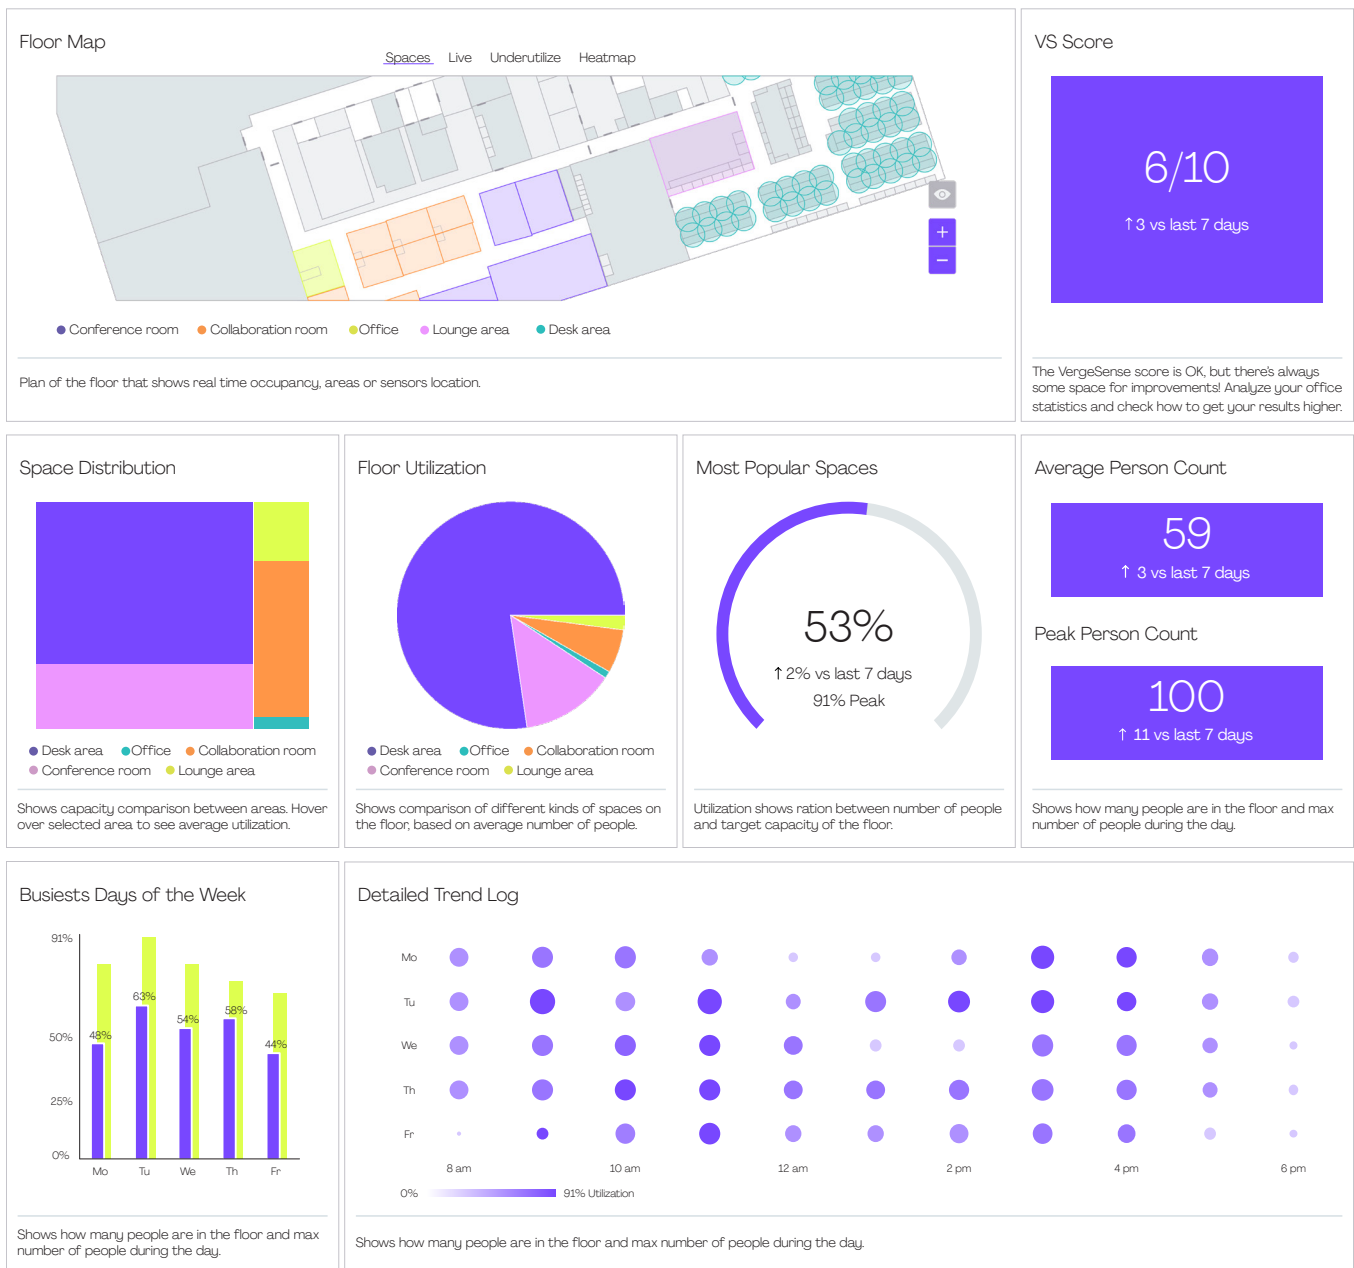 Floor Map
Spaces Live Underutilize Heatmap
+
−
Conference room Collaboration room Office Lounge area Desk area
Plan of the floor that shows real time occupancy, areas or sensors location.
VS Score
6/10
↑ 3 vs last 7 days
The VergeSense score is OK, but there's always
some space for improvements! Analyze your office
statistics and check how to get your results higher.
Space Distribution
Desk area Office Collaboration room
Conference room Lounge area
Shows capacity comparison between areas. Hover
over selected area to see average utilization.
Floor Utilization
Desk area Office Collaboration room
Conference room Lounge area
Shows comparison of different kinds of spaces on
the floor, based on average number of people.
Most Popular Spaces
53%
↑ 2% vs last 7 days
91% Peak
Utilization shows ration between number of people
and target capacity of the floor.
Average Person Count
59
↑ 3 vs last 7 days
Peak Person Count
100
↑ 11 vs last 7 days
Shows how many people are in the floor and max
number of people during the day.
Busiests Days of the Week
91%
50%
25%
0%
48%
63%
54%
58%
44%
Mo Tu We Th Fr
Shows how many people are in the floor and max
number of people during the day.
Detailed Trend Log
Mo
Tu
We
Th
Fr
8 am 10 am 12 am 2 pm 4 pm 6 pm
0% 91% Utilization
Shows how many people are in the floor and max number of people during the day.